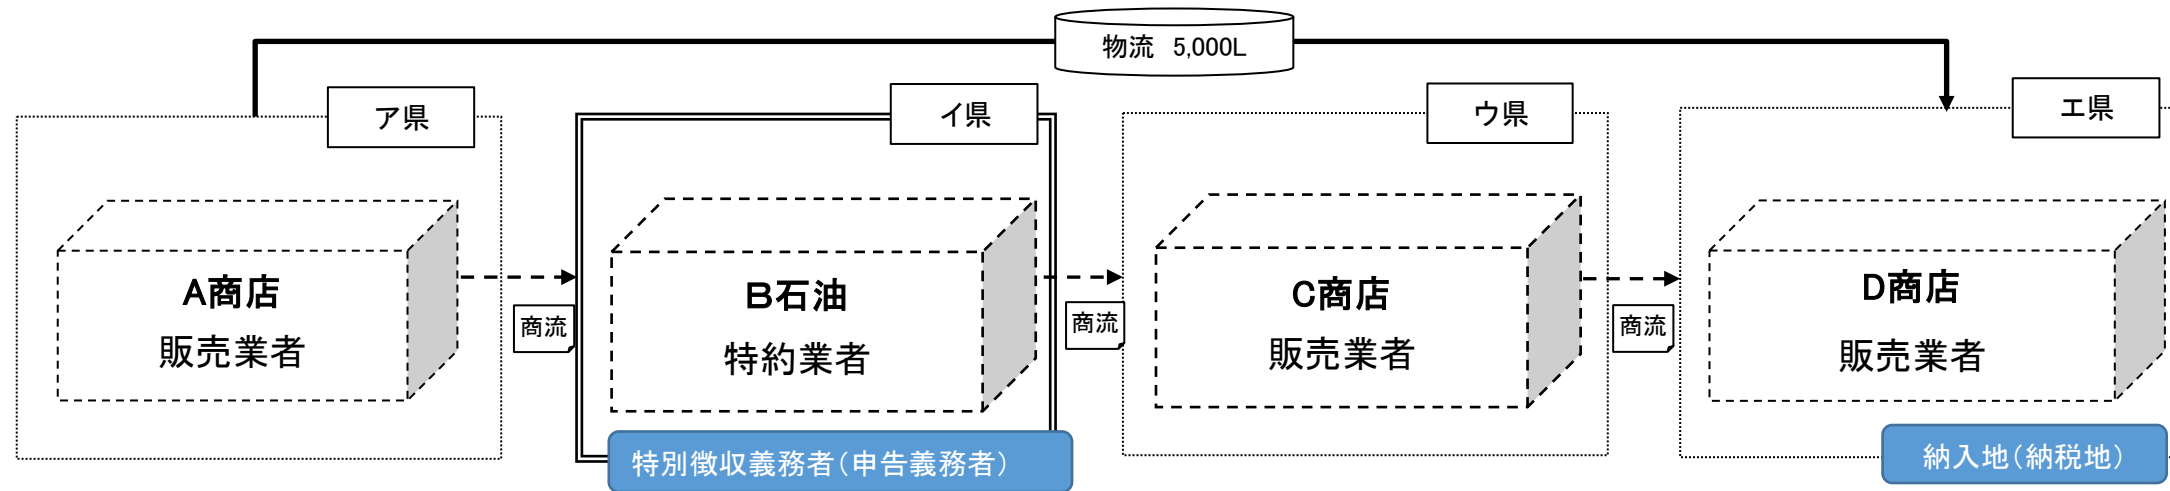 物流 5,000L
ア県
イ県
ウ県
エ県
A商店
販売業者
商流
B石油
特約業者
商流
C商店
販売業者
商流
D商店
販売業者
特別徴収義務者（申告義務者）
納入地（納税地）